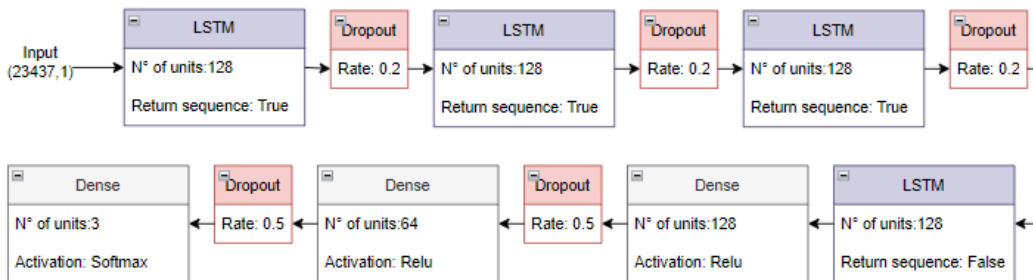 Input
(23437,1)
LSTM
N° of units:128
Return sequence: True
Dropout
Rate: 0.2
LSTM
N° of units:128
Return sequence: True
Dropout
Rate: 0.2
LSTM
N° of units:128
Return sequence: True
Dropout
Rate: 0.2
Dense
N° of units:3
Activation: Softmax
Dropout
Rate: 0.5
Dense
N° of units:64
Activation: Relu
Dropout
Rate: 0.5
Dense
N° of units:128
Activation: Relu
LSTM
N° of units:128
Return sequence: False